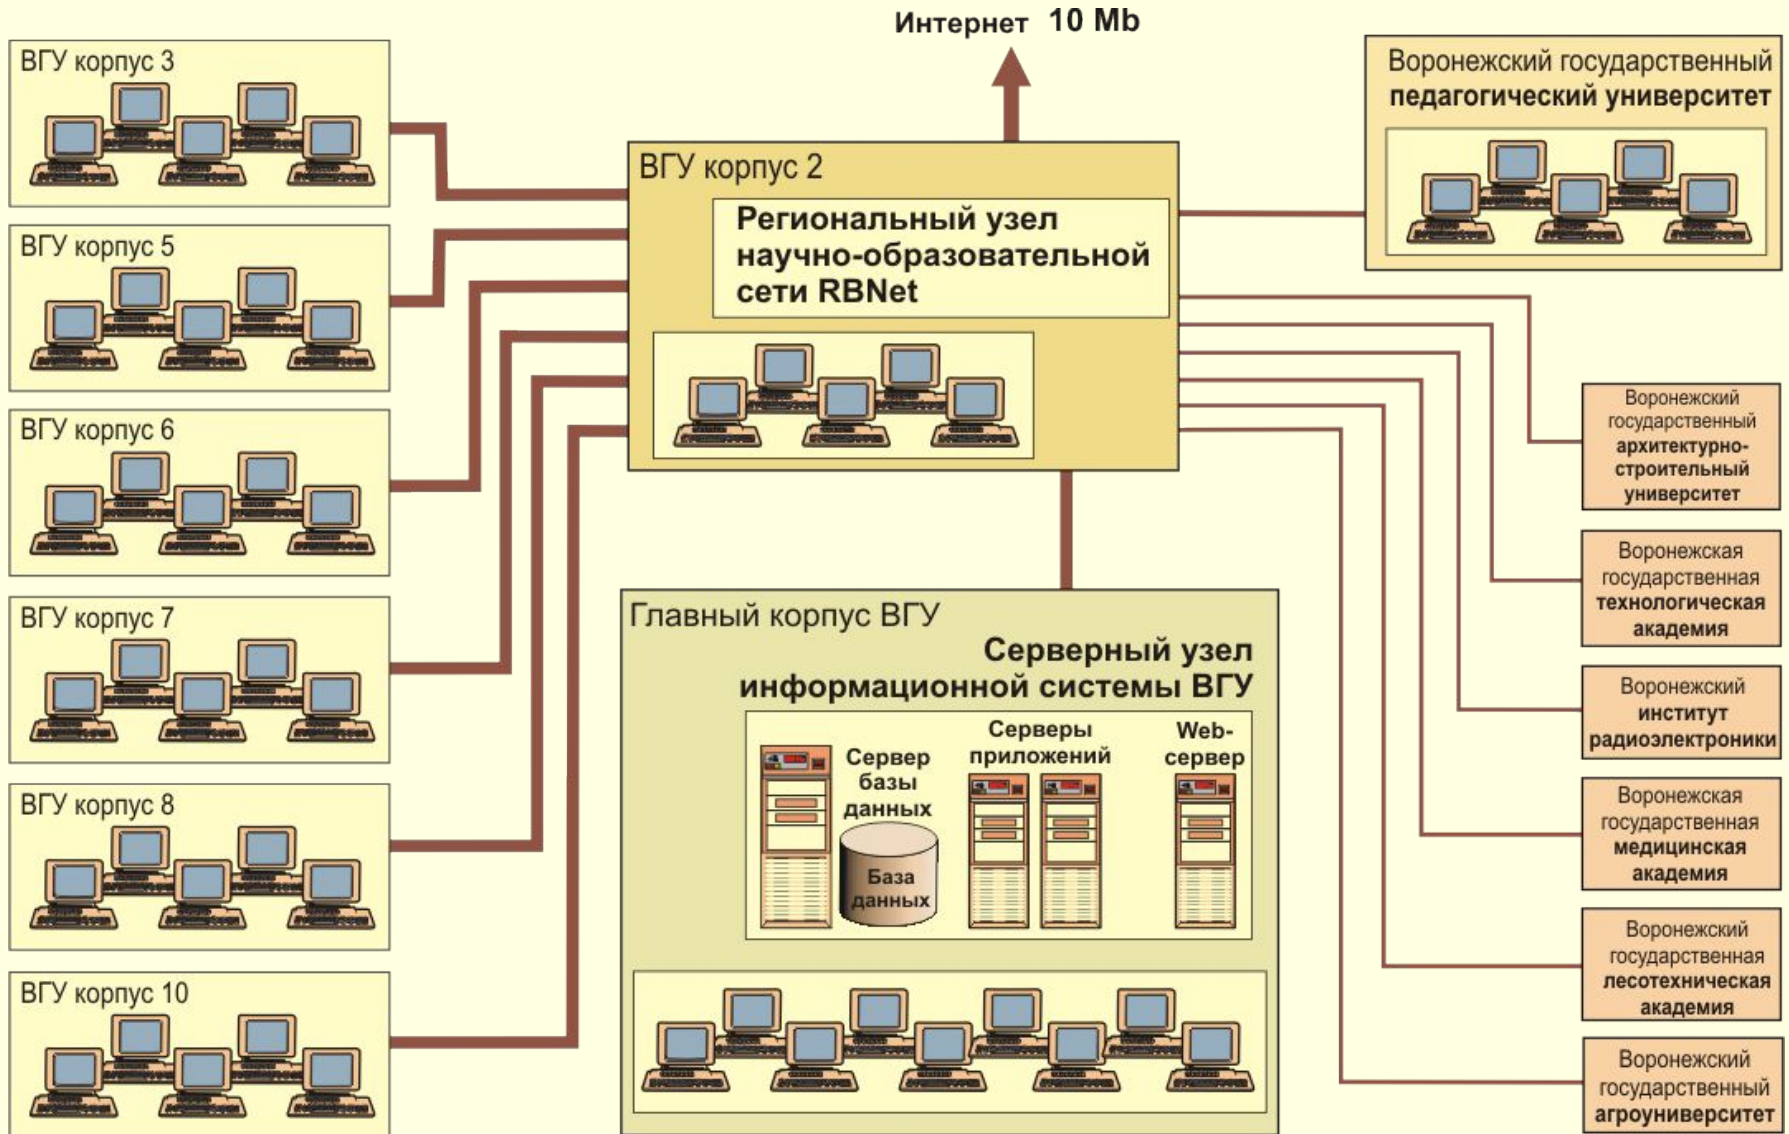 Интернет 10 Mb
ВГУ корпус 3
ВГУ корпус 5
ВГУ корпус 6
ВГУ корпус 7
ВГУ корпус 8
ВГУ корпус 10
ВГУ корпус 2
Региональный узел
научно-образовательной
сети RBNet
Главный корпус ВГУ
Серверный узел
информационной системы ВГУ
Сервер
базы
данных
База
данных
Серверы
приложений
Web-
сервер
Воронежский государственный
педагогический университет
Воронежский
государственный
архитектурно-
строительный
университет
Воронежская
государственная
технологическая
академия
Воронежский
институт
радиоэлектроники
Воронежская
государственная
медицинская
академия
Воронежский
государственная
лесотехническая
академия
Воронежский
государственный
агроуниверситет